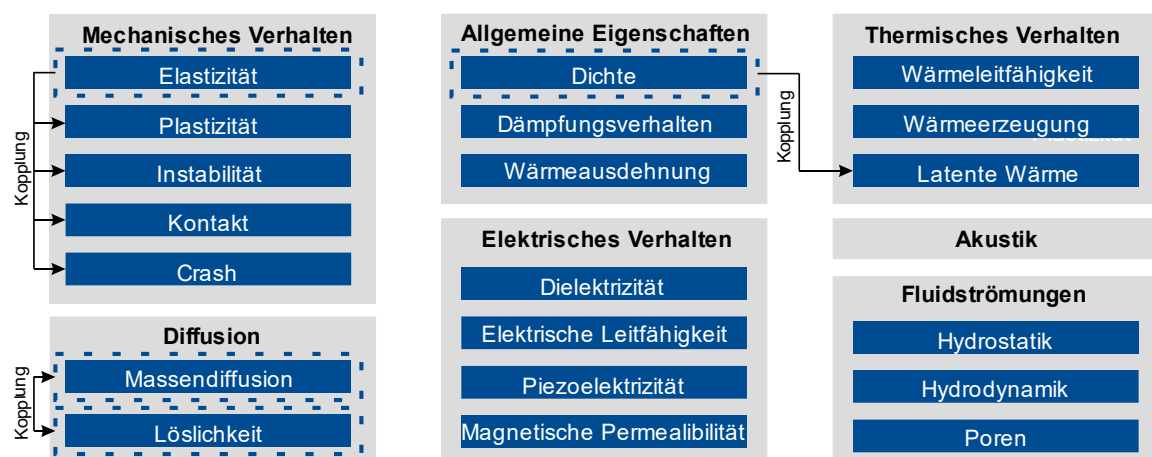 Mechanisches Verhalten
Elastizität
Plastizität
Instabilität
Kontakt
Crash
Kopplung
Diffusion
Massendiffusion
Löslichkeit
Kopplung
Allgemeine Eigenschaften
Dichte
Dämpfungsverhalten
Wärmeausdehnung
Kopplung
Elektrisches Verhalten
Dielektrizität
Elektrische Leitfähigkeit
Piezoelektrizität
Magnetische Permealibilität
Thermisches Verhalten
Wärmeleitfähigkeit
Wärmeerzeugung
Plastizität
Latente Wärme
Akustik
Fluidströmungen
Hydrostatik
Hydrodynamik
Poren